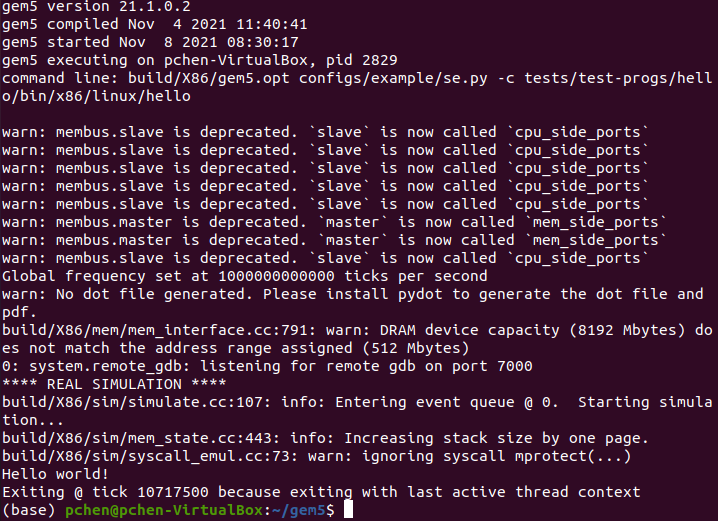 gem5 version 21.1.0.2
gem5 compiled Nov  4 2021 11:40:41
gem5 started Nov  8 2021 08:30:17
gem5 executing on pchen-VirtualBox, pid 2829
command line: build/X86/gem5.opt configs/example/se.py -c tests/test-progs/hell
o/bin/x86/linux/hello

warn: membus.slave is deprecated. `slave` is now called `cpu_side_ports`
warn: membus.slave is deprecated. `slave` is now called `cpu_side_ports`
warn: membus.slave is deprecated. `slave` is now called `cpu_side_ports`
warn: membus.slave is deprecated. `slave` is now called `cpu_side_ports`
warn: membus.slave is deprecated. `slave` is now called `cpu_side_ports`
warn: membus.master is deprecated. `master` is now called `mem_side_ports`
warn: membus.master is deprecated. `master` is now called `mem_side_ports`
warn: membus.slave is deprecated. `slave` is now called `cpu_side_ports`
Global frequency set at 1000000000000 ticks per second
warn: No dot file generated. Please install pydot to generate the dot file and
pdf.
build/X86/mem/mem_interface.cc:791: warn: DRAM device capacity (8192 Mbytes) do
es not match the address range assigned (512 Mbytes)
0: system.remote_gdb: listening for remote gdb on port 7000
**** REAL SIMULATION ****
build/X86/sim/simulate.cc:107: info: Entering event queue @ 0.  Starting simula
tion...
build/X86/sim/mem_state.cc:443: info: Increasing stack size by one page.
build/X86/sim/syscall_emul.cc:73: warn: ignoring syscall mprotect(...)
Hello world!
Exiting @ tick 10717500 because exiting with last active thread context
(base) pchen@pchen-VirtualBox:~/gem5$